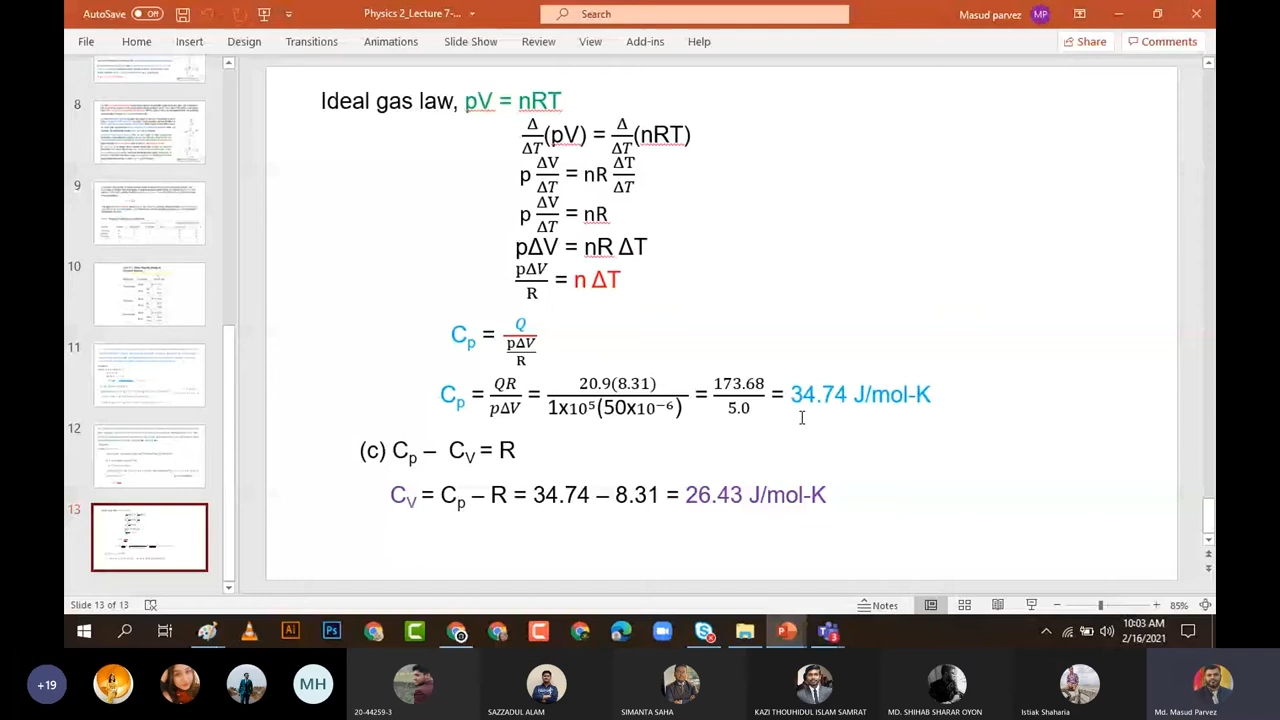 AutoSave Off
Physics 2_Lecture 7-...
Search
Masud parvez MP
File Home Insert Design Transitions Animations Slide Show Review View Add-ins Help
Share Comments
8
9
10
11
12
13
Ideal gas law, pV = nRT
Δ/ΔT(pV) = Δ/ΔT(nRT)
p ΔV/ΔT = nR ΔT/ΔT
p ΔV/ΔT = nR
pΔV = nR ΔT
pΔV/R = n ΔT
Cp = Q/(pΔV/R)
Cp = QR/pΔV = 20.9(8.31)/1x10⁵(50x10⁻⁶) = 173.68/5.0 = 34.74 J/mol-K
(c) Cp – CV = R
CV = Cp – R = 34.74 – 8.31 = 26.43 J/mol-K
Slide 13 of 13
Notes
85%
Ai Ps
10:03 AM
2/16/2021
+19
MH
20-44259-3
SAZZADUL ALAM
SIMANTA SAHA
KAZI THOUHIDUL ISLAM SAMRAT
MD. SHIHAB SHARAR OYON
Istiak Shaharia
Md. Masud Parvez